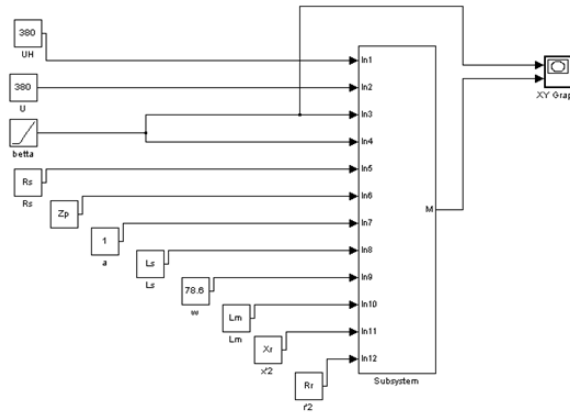 380
UH
In1
380
U
In2
In3
betta
In4
XY Grap
Rs
Rs
In5
Zp
In6
1
a
In7
M
Ls
Ls
In8
78.6
w
In9
Lm
Lm
In10
Xr
x'2
In11
Rr
r'2
In12
Subsystem